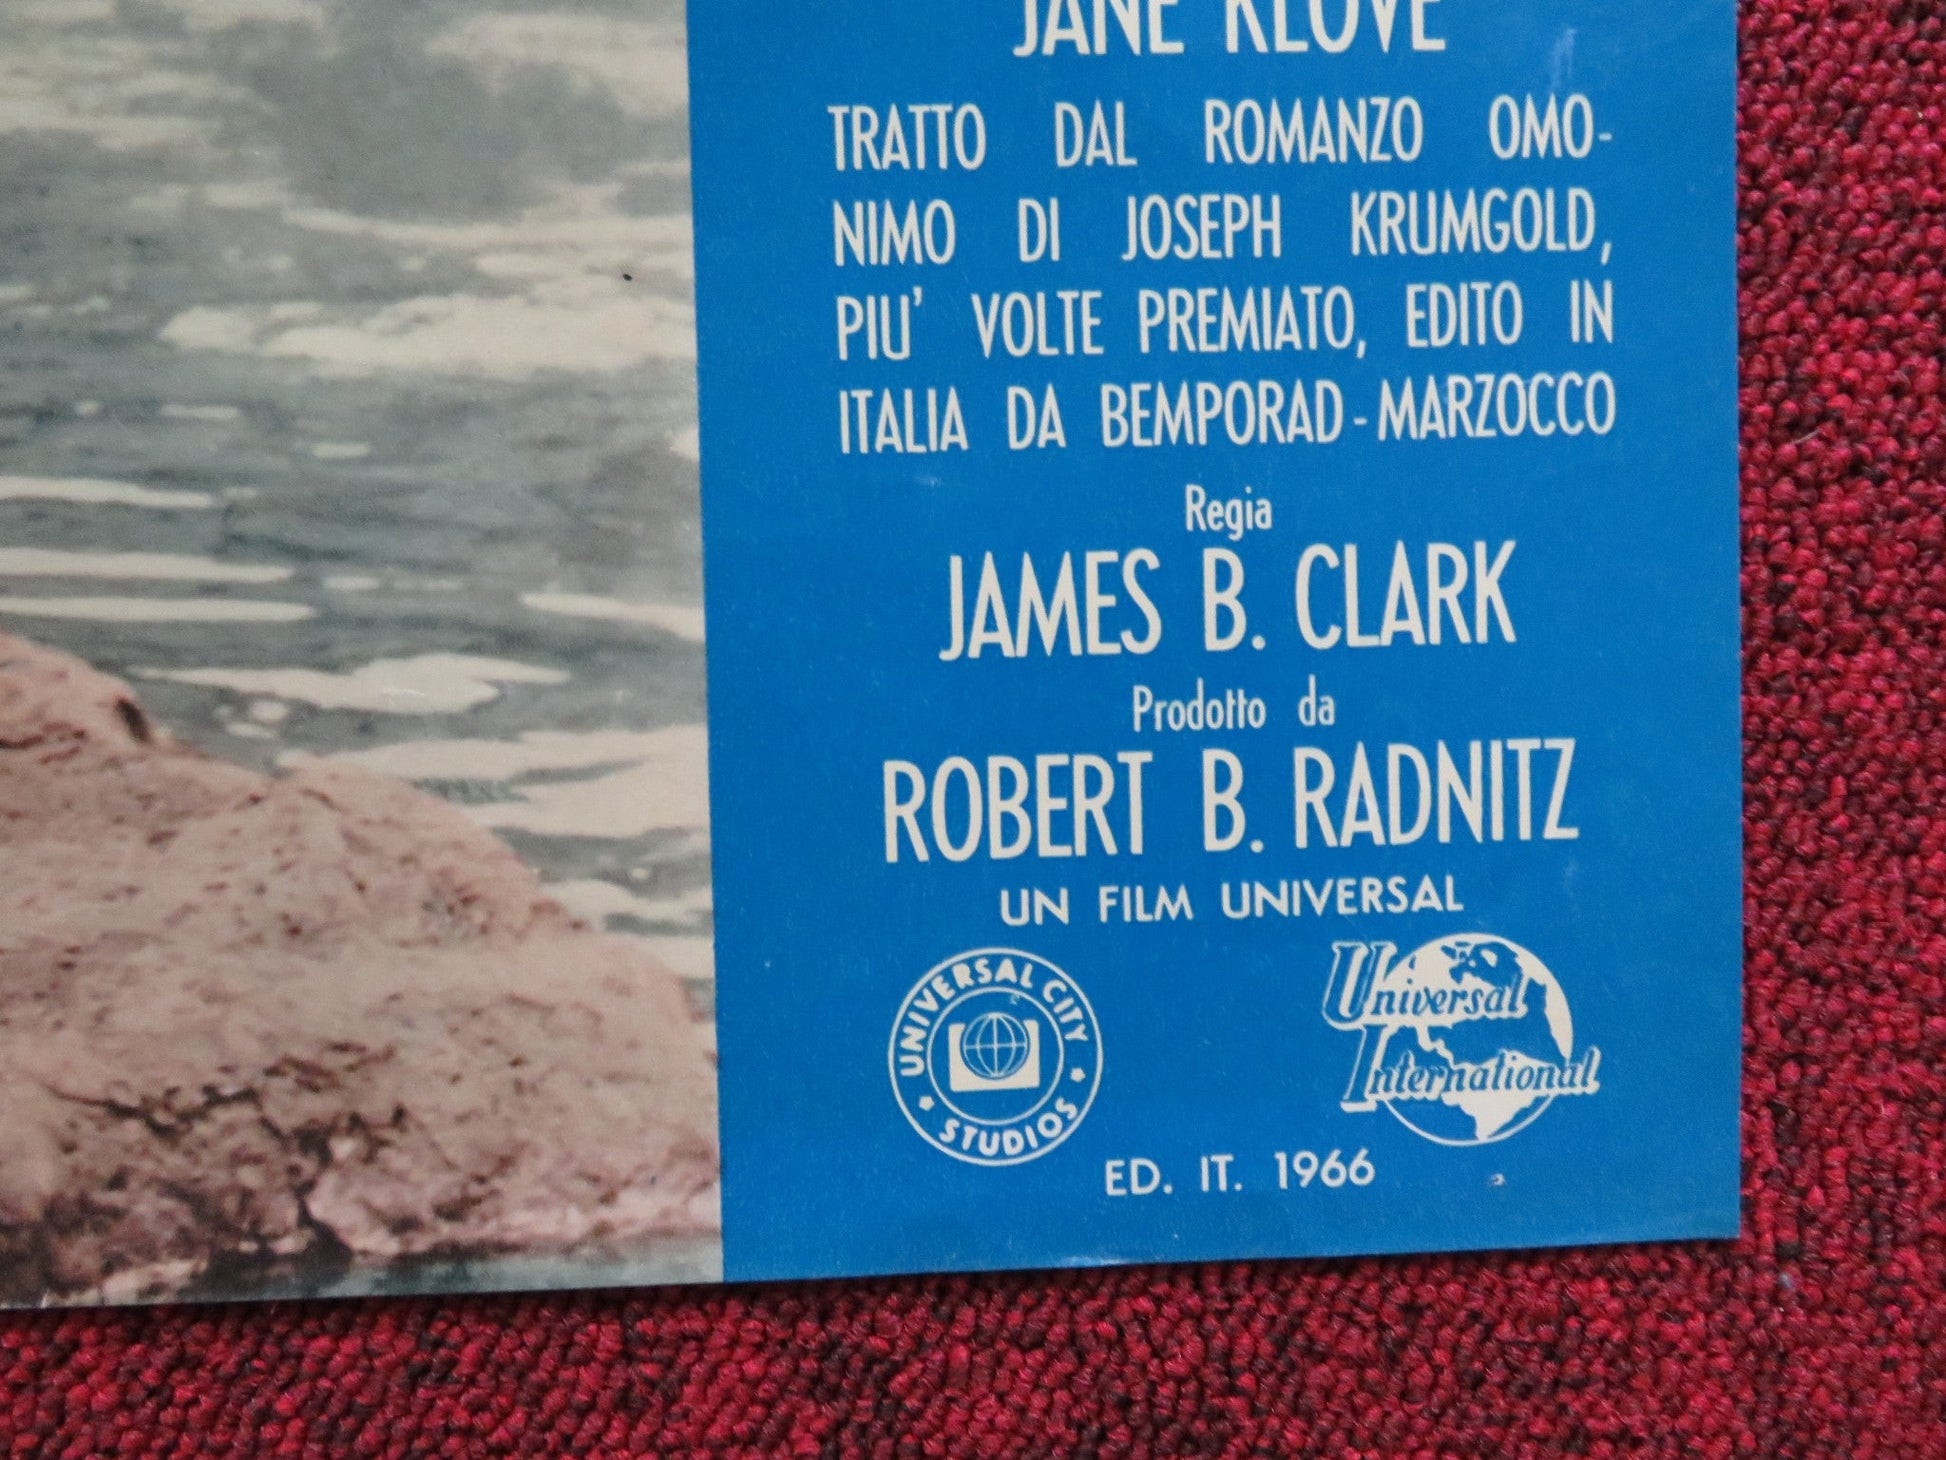 JANE KLOVE
TRATTO DAL ROMANZO OMO-
NIMO DI JOSEPH KRUMGOLD,
PIU' VOLTE PREMIATO, EDITO IN
ITALIA DA BEMPORAD-MARZOCCO
Regia
JAMES B. CLARK
Prodotto da
ROBERT B. RADNITZ
UN FILM UNIVERSAL
UNIVERSAL CITY
STUDIOS
Universal
International
ED. IT. 1966